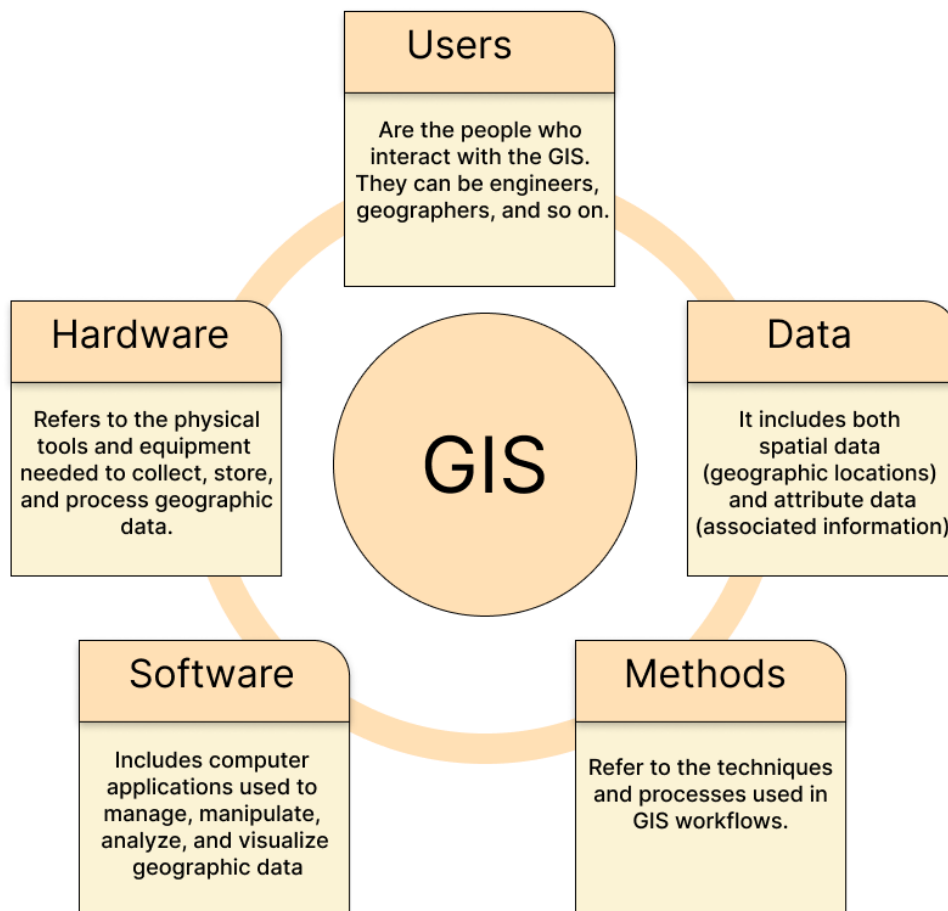 Users
Are the people who
interact with the GIS.
They can be engineers,
geographers, and so on.
Hardware
Refers to the physical
tools and equipment
needed to collect, store,
and process geographic
data.
GIS
Data
It includes both
spatial data
(geographic locations)
and attribute data
(associated information)
Software
Includes computer
applications used to
manage, manipulate,
analyze, and visualize
geographic data
Methods
Refer to the techniques
and processes used in
GIS workflows.